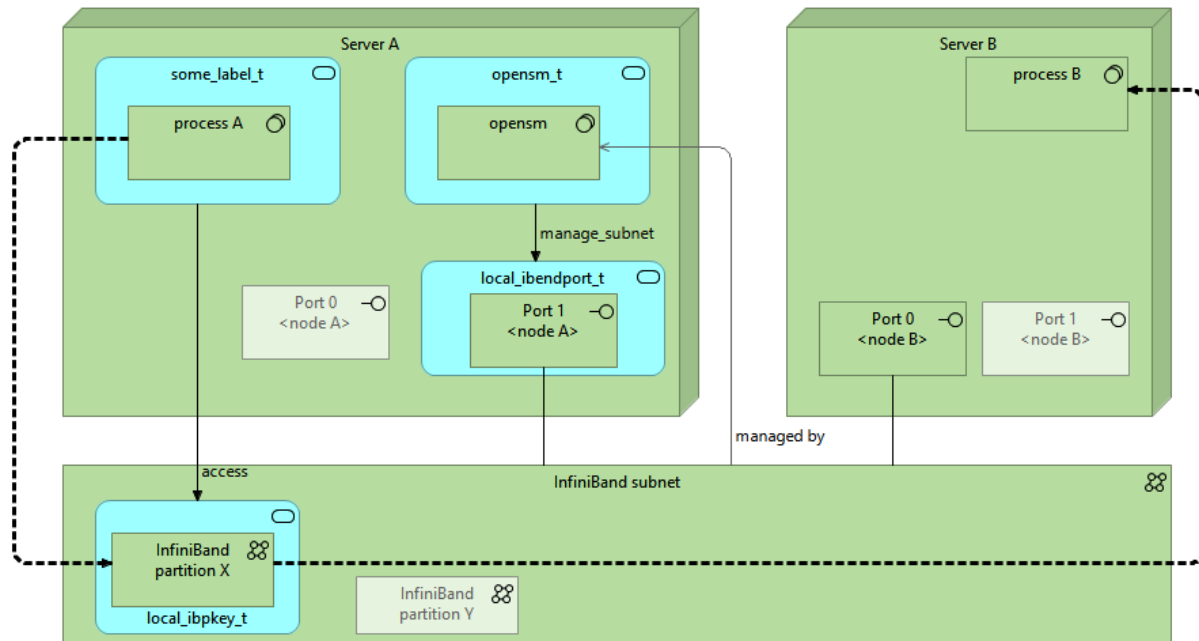 Server A
some_label_t
process A
opensm_t
opensm
manage_subnet
local_ibendport_t
Port 0
<node A>
Port 1
<node A>
Server B
process B
Port 0
<node B>
Port 1
<node B>
managed by
access
InfiniBand subnet
InfiniBand
partition X
local_ibpkey_t
InfiniBand
partition Y